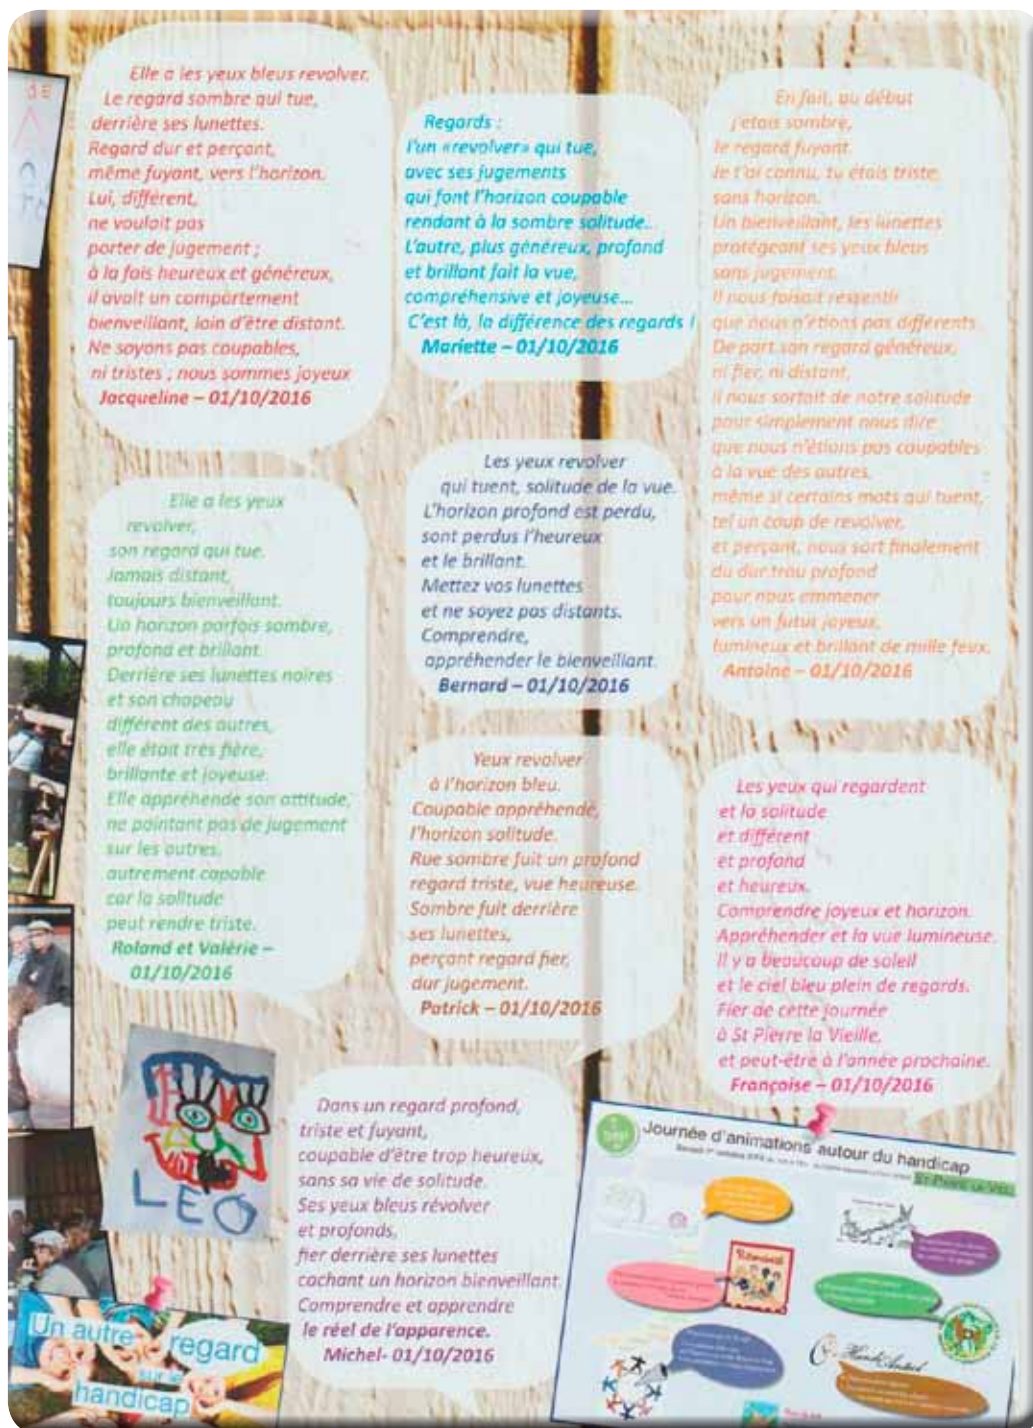 Elle a les yeux bleus revolver.
Le regard sombre qui tue,
derrière ses lunettes.
Regard dur et perçant,
même fuyant, vers l'horizon.
Lui, différent,
ne voulait pas
porter de jugement ;
à la fois heureux et généreux,
il avait un comportement
bienveillant, loin d'être distant.
Ne soyons pas coupables,
ni tristes ; nous sommes joyeux
Jacqueline – 01/10/2016
Regards :
l'un «revolver» qui tue,
avec ses jugements
qui font l'horizon coupable
rendant à la sombre solitude.
L'autre, plus généreux, profond
et brillant fait la vue,
compréhensive et joyeuse...
C'est là, la différence des regards !
Mariette – 01/10/2016
En fait, au début
j'étais sombre,
le regard fuyant.
Je t'ai connu, tu étais triste,
sans horizon.
Un bienveillant, les lunettes
protégeant ses yeux bleus
sans jugement.
Il nous faisait ressentir
que nous n'étions pas différents.
De part son regard généreux,
ni fier, ni distant,
il nous sortait de notre solitude
pour simplement nous dire
que nous n'étions pas coupables
à la vue des autres,
même si certains mots qui tuent,
tel un coup de revolver,
et perçant, nous sort finalement
du dur trou profond
pour nous emmener
vers un futur joyeux,
lumineux et brillant de mille feux.
Antoine – 01/10/2016
Elle a les yeux
revolver,
son regard qui tue.
Jamais distant,
toujours bienveillant.
Un horizon parfois sombre,
profond et brillant.
Derrière ses lunettes noires
et son chapeau
différent des autres,
elle était très fière,
brillante et joyeuse.
Elle appréhende son attitude,
ne pointant pas de jugement
sur les autres,
autrement capable
car la solitude
peut rendre triste.
Roland et Valérie –
01/10/2016
Les yeux revolver
qui tuent, solitude de la vue.
L'horizon profond est perdu,
sont perdus l'heureux
et le brillant.
Mettez vos lunettes
et ne soyez pas distants.
Comprendre,
appréhender le bienveillant.
Bernard – 01/10/2016
Yeux revolver
à l'horizon bleu.
Coupable appréhendé,
l'horizon solitude.
Rue sombre fuit un profond
regard triste, vue heureuse.
Sombre fuit derrière
ses lunettes,
perçant regard fier,
dur jugement.
Patrick – 01/10/2016
Les yeux qui regardent
et la solitude
et différent
et profond
et heureux.
Comprendre joyeux et horizon.
Appréhender et la vue lumineuse.
Il y a beaucoup de soleil
et le ciel bleu plein de regards.
Fier de cette journée
à St Pierre la Vieille,
et peut-être à l'année prochaine.
Françoise – 01/10/2016
Dans un regard profond,
triste et fuyant,
coupable d'être trop heureux,
sans sa vie de solitude.
Ses yeux bleus révolver
et profonds,
fier derrière ses lunettes
cachant un horizon bienveillant.
Comprendre et apprendre
le réel de l'apparence.
Michel- 01/10/2016
LEO
Un autre regard
sur le
handicap
Journée d'animations autour du handicap